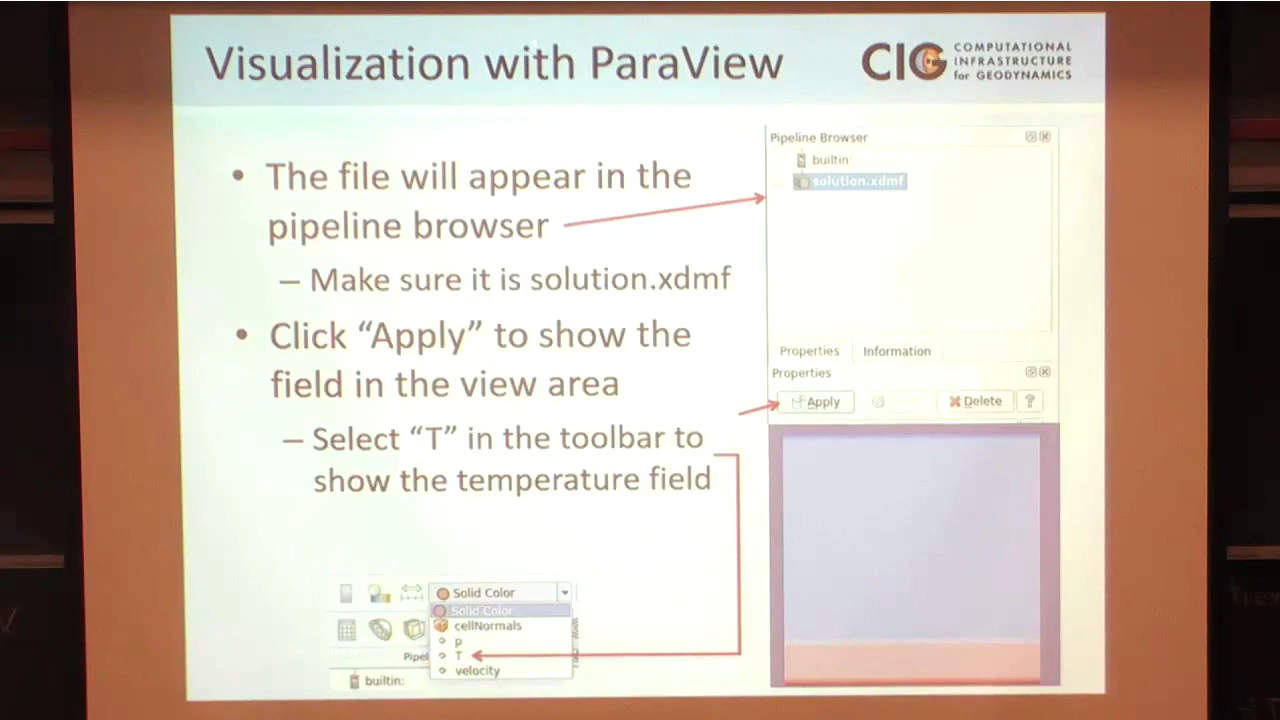 Visualization with ParaView
CIG COMPUTATIONAL
INFRASTRUCTURE
for GEODYNAMICS
• The file will appear in the
pipeline browser
– Make sure it is solution.xdmf
• Click “Apply” to show the
field in the view area
– Select “T” in the toolbar to
show the temperature field
Pipeline Browser
builtin:
solution.xdmf
Properties Information
Properties
Apply
Delete ?
Solid Color
Solid Color
cellNormals
p
T
velocity
builtin: